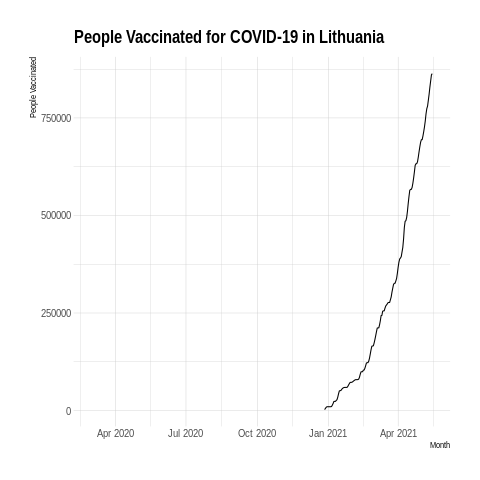 People Vaccinated for COVID-19 in Lithuania
People Vaccinated
750000
500000
250000
0
Apr 2020 Jul 2020 Oct 2020 Jan 2021 Apr 2021
Month